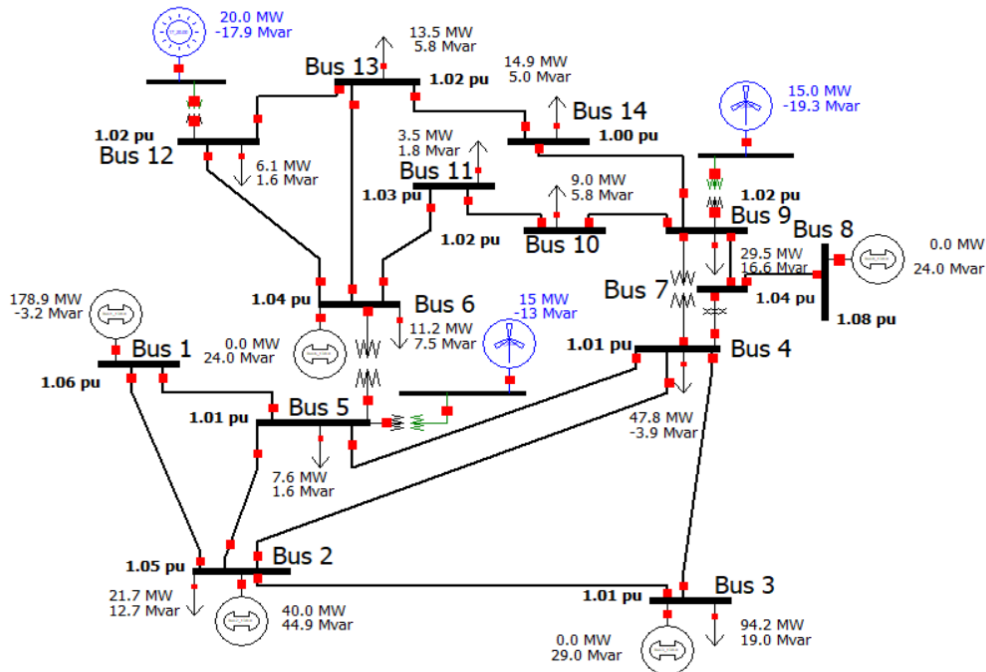 20.0 MW
-17.9 Mvar
13.5 MW
5.8 Mvar
Bus 13
1.02 pu
14.9 MW
5.0 Mvar
Bus 14
1.00 pu
15.0 MW
-19.3 Mvar
1.02 pu
Bus 12
6.1 MW
1.6 Mvar
3.5 MW
1.8 Mvar
Bus 11
1.03 pu
9.0 MW
5.8 Mvar
1.02 pu
Bus 10
1.02 pu
Bus 9
29.5 MW
16.6 Mvar
Bus 8
0.0 MW
24.0 Mvar
1.08 pu
Bus 7
1.04 pu
178.9 MW
-3.2 Mvar
Bus 1
1.06 pu
1.04 pu
Bus 6
11.2 MW
7.5 Mvar
0.0 MW
24.0 Mvar
15 MW
-13 Mvar
1.01 pu
Bus 4
47.8 MW
-3.9 Mvar
1.01 pu
Bus 5
7.6 MW
1.6 Mvar
1.05 pu
Bus 2
21.7 MW
12.7 Mvar
40.0 MW
44.9 Mvar
1.01 pu
Bus 3
94.2 MW
19.0 Mvar
0.0 MW
29.0 Mvar